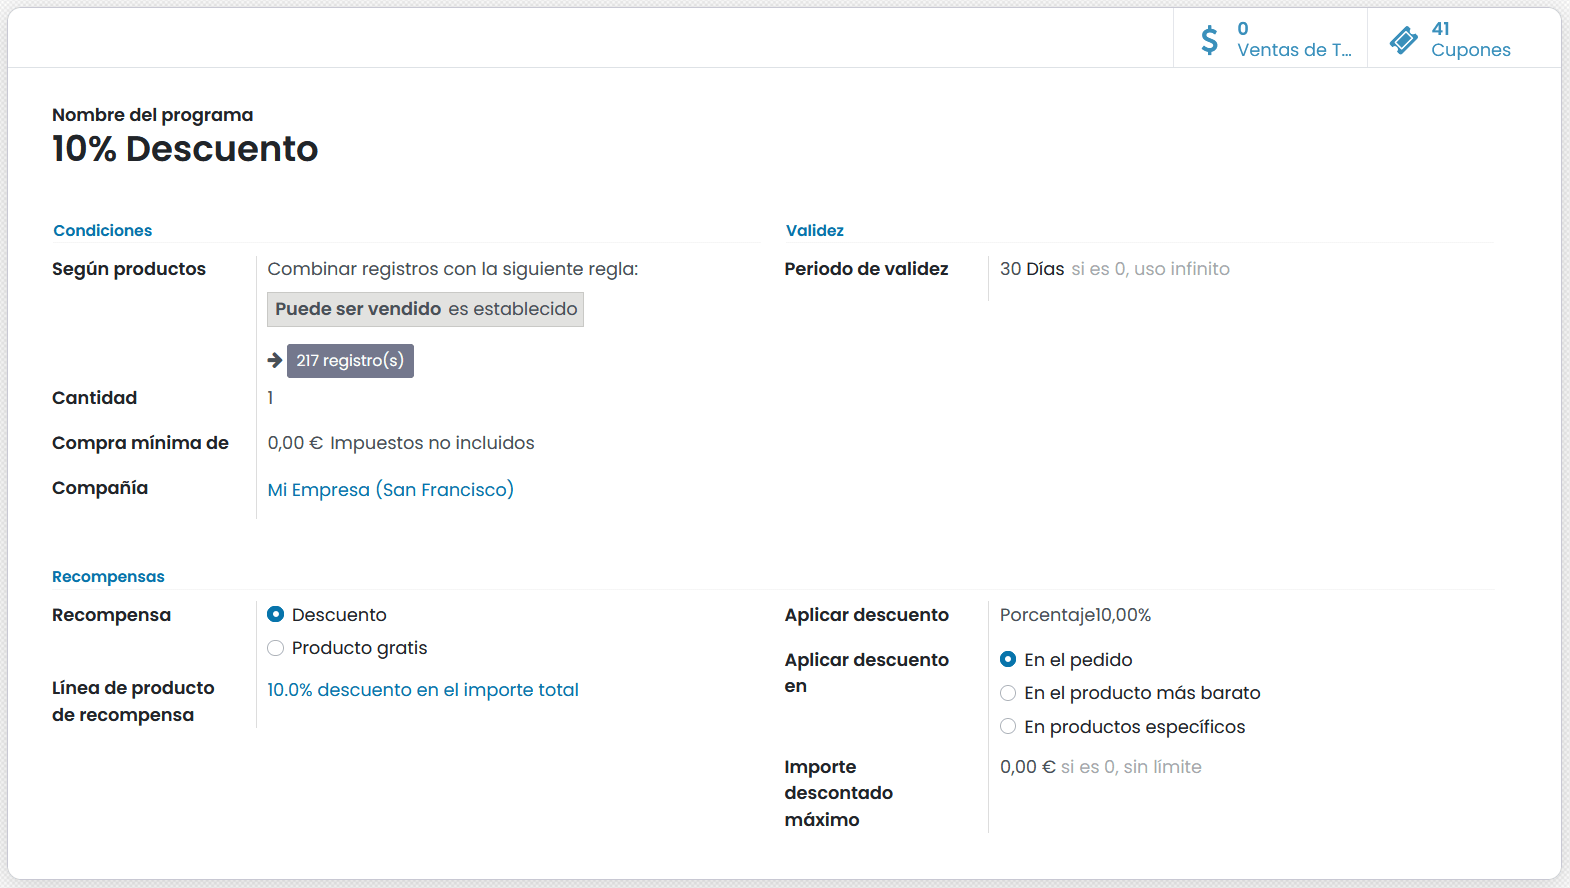 0
Ventas de T...
41
Cupones
Nombre del programa
10% Descuento
Condiciones
Según productos
Combinar registros con la siguiente regla:
Puede ser vendido es establecido
217 registro(s)
Cantidad
1
Compra mínima de
0,00 € Impuestos no incluidos
Compañía
Mi Empresa (San Francisco)
Validez
Periodo de validez
30 Días si es 0, uso infinito
Recompensas
Recompensa
Descuento
Producto gratis
Línea de producto
de recompensa
10.0% descuento en el importe total
Aplicar descuento
Porcentaje10,00%
Aplicar descuento
en
En el pedido
En el producto más barato
En productos específicos
Importe
descontado
máximo
0,00 € si es 0, sin límite